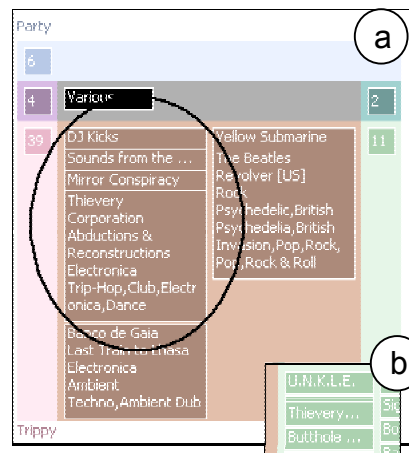 Party
a
6
4
Various
2
39
DJ Kicks
Sounds from the ...
Mirror Conspiracy
Thievery
Corporation
Abductions &
Reconstructions
Electronica
Trip-Hop,Club,Electr
onica,Dance
Banco de Gaia
Last Train to Lhasa
Electronica
Ambient
Techno,Ambient Dub
Yellow Submarine
The Beatles
Revolver [US]
Rock
Psychedelic,British
Psychedelia,British
Invasion,Pop,Rock,
Pop,Rock & Roll
11
b
U.N.K.L.E.
Thievery...
Butthole ...
Trippy